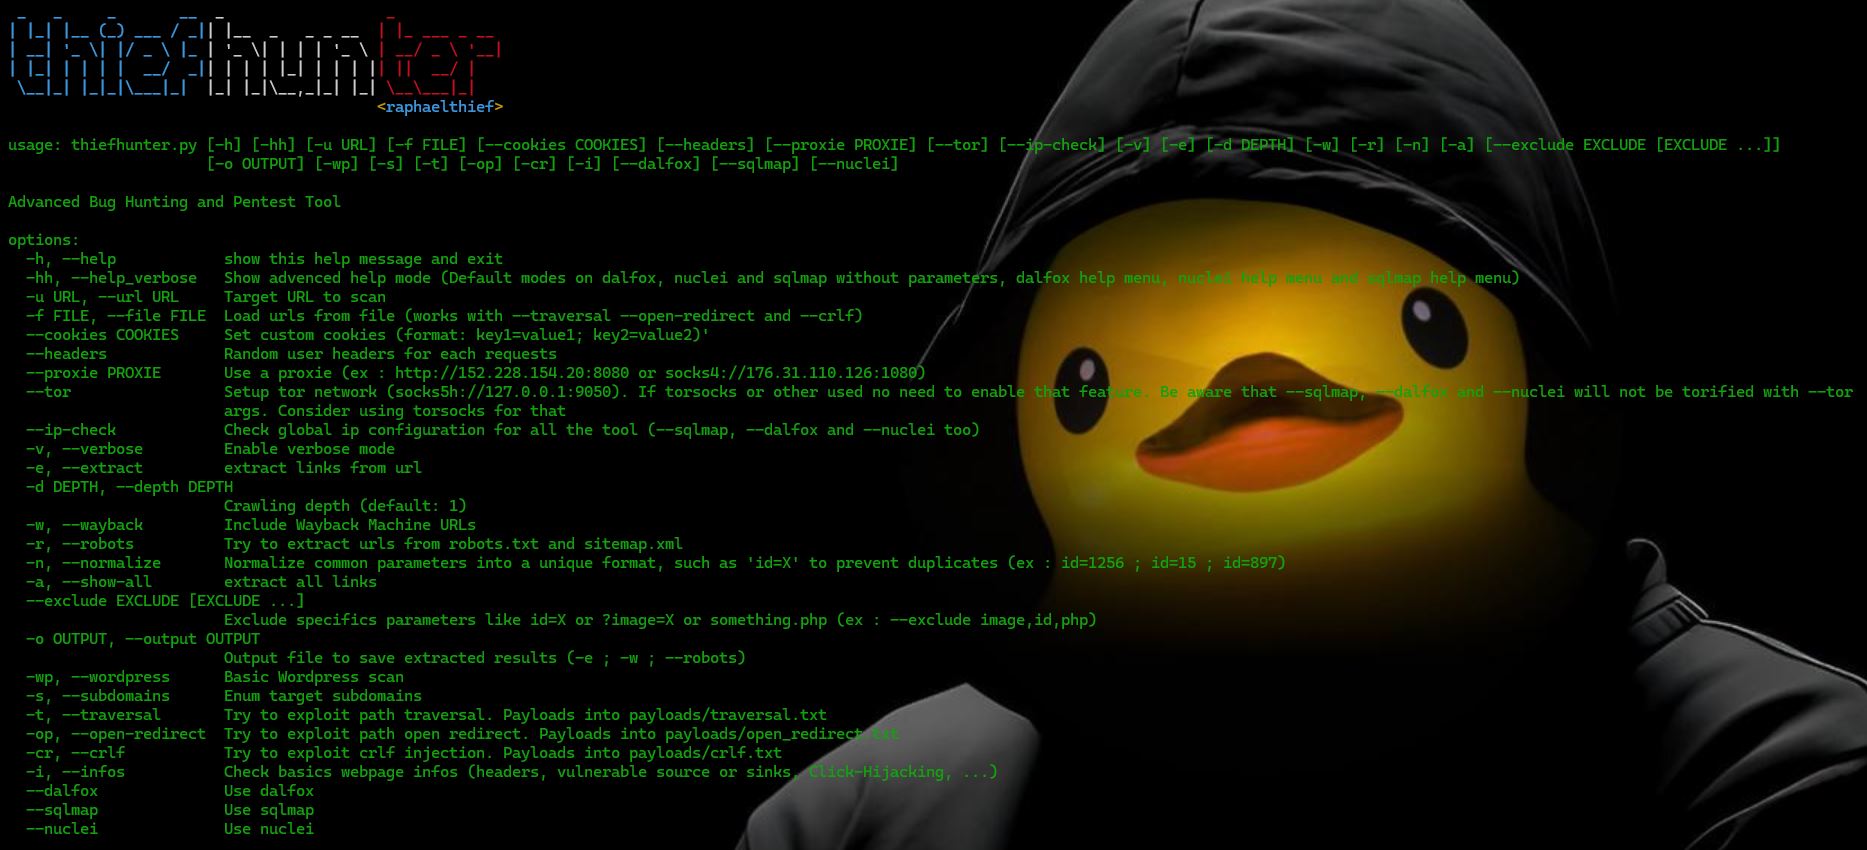 thiefhunter
<raphaelthief>
usage: thiefhunter.py [-h] [-hh] [-u URL] [-f FILE] [--cookies COOKIES] [--headers] [--proxie PROXIE] [--tor] [--ip-check] [-v] [-e] [-d DEPTH] [-w] [-r] [-n] [-a] [--exclude EXCLUDE [EXCLUDE ...]]
[-o OUTPUT] [-wp] [-s] [-t] [-op] [-cr] [-i] [--dalfox] [--sqlmap] [--nuclei]
Advanced Bug Hunting and Pentest Tool
options:
-h, --help show this help message and exit
-hh, --help_verbose Show advenced help mode (Default modes on dalfox, nuclei and sqlmap without parameters, dalfox help menu, nuclei help menu and sqlmap help menu)
-u URL, --url URL Target URL to scan
-f FILE, --file FILE Load urls from file (works with --traversal --open-redirect and --crlf)
--cookies COOKIES Set custom cookies (format: key1=value1; key2=value2)'
--headers Random user headers for each requests
--proxie PROXIE Use a proxie (ex : http://152.228.154.20:8080 or socks4://176.31.110.126:1080)
--tor Setup tor network (socks5h://127.0.0.1:9050). If torsocks or other used no need to enable that feature. Be aware that --sqlmap, --dalfox and --nuclei will not be torified with --tor
args. Consider using torsocks for that
--ip-check Check global ip configuration for all the tool (--sqlmap, --dalfox and --nuclei too)
-v, --verbose Enable verbose mode
-e, --extract extract links from url
-d DEPTH, --depth DEPTH
Crawling depth (default: 1)
-w, --wayback Include Wayback Machine URLs
-r, --robots Try to extract urls from robots.txt and sitemap.xml
-n, --normalize Normalize common parameters into a unique format, such as 'id=X' to prevent duplicates (ex : id=1256 ; id=15 ; id=897)
-a, --show-all extract all links
--exclude EXCLUDE [EXCLUDE ...]
Exclude specifics parameters like id=X or ?image=X or something.php (ex : --exclude image,id,php)
-o OUTPUT, --output OUTPUT
Output file to save extracted results (-e ; -w ; --robots)
-wp, --wordpress Basic Wordpress scan
-s, --subdomains Enum target subdomains
-t, --traversal Try to exploit path traversal. Payloads into payloads/traversal.txt
-op, --open-redirect Try to exploit path open redirect. Payloads into payloads/open_redirect.txt
-cr, --crlf Try to exploit crlf injection. Payloads into payloads/crlf.txt
-i, --infos Check basics webpage infos (headers, vulnerable source or sinks, Click-Hijacking, ...)
--dalfox Use dalfox
--sqlmap Use sqlmap
--nuclei Use nuclei